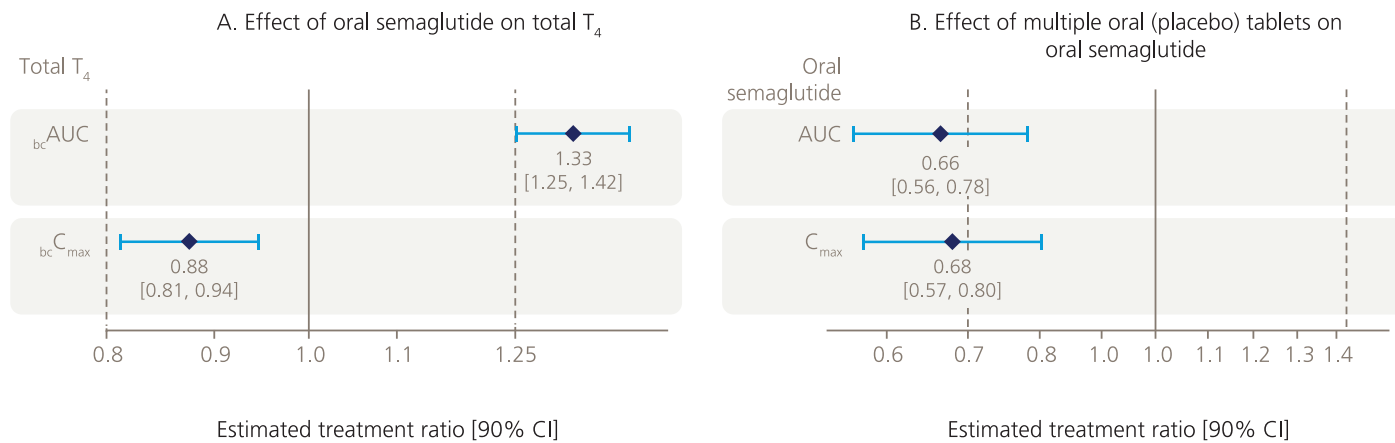 A. Effect of oral semaglutide on total T4
Total T4
bcAUC
1.33
[1.25, 1.42]
bcCmax
0.88
[0.81, 0.94]
0.8 0.9 1.0 1.1 1.25
Estimated treatment ratio [90% CI]
B. Effect of multiple oral (placebo) tablets on
oral semaglutide
Oral
semaglutide
AUC
0.66
[0.56, 0.78]
Cmax
0.68
[0.57, 0.80]
0.6 0.7 0.8 1.0 1.0 1.1 1.2 1.3 1.4
Estimated treatment ratio [90% CI]